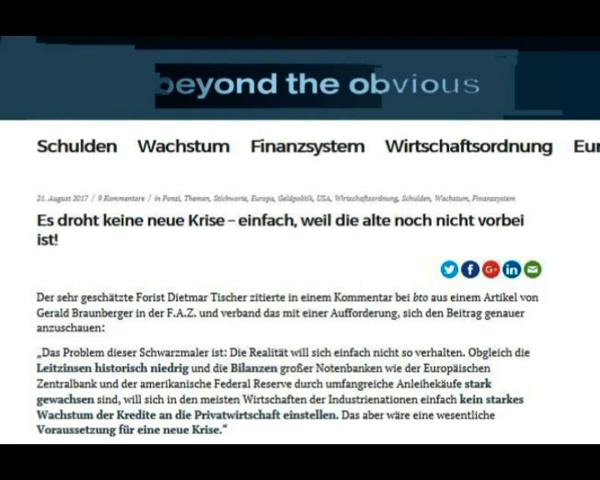 beyond the obvious
Schulden Wachstum Finanzsystem Wirtschaftsordnung Eur
21. August 2017 / 9 Kommentare / in Ponzi, Themen, Stichworte, Europa, Geldpolitik, USA, Wirtschaftsordnung, Schulden, Wachstum, Finanzsystem
Es droht keine neue Krise – einfach, weil die alte noch nicht vorbei
ist!
Der sehr geschätzte Forist Dietmar Tischer zitierte in einem Kommentar bei bto aus einem Artikel von
Gerald Braunberger in der F.A.Z. und verband das mit einer Aufforderung, sich den Beitrag genauer
anzuschauen:
„Das Problem dieser Schwarzmaler ist: Die Realität will sich einfach nicht so verhalten. Obgleich die
Leitzinsen historisch niedrig und die Bilanzen großer Notenbanken wie der Europäischen
Zentralbank und der amerikanische Federal Reserve durch umfangreiche Anleihekäufe stark
gewachsen sind, will sich in den meisten Wirtschaften der Industrienationen einfach kein starkes
Wachstum der Kredite an die Privatwirtschaft einstellen. Das aber wäre eine wesentliche
Voraussetzung für eine neue Krise.“